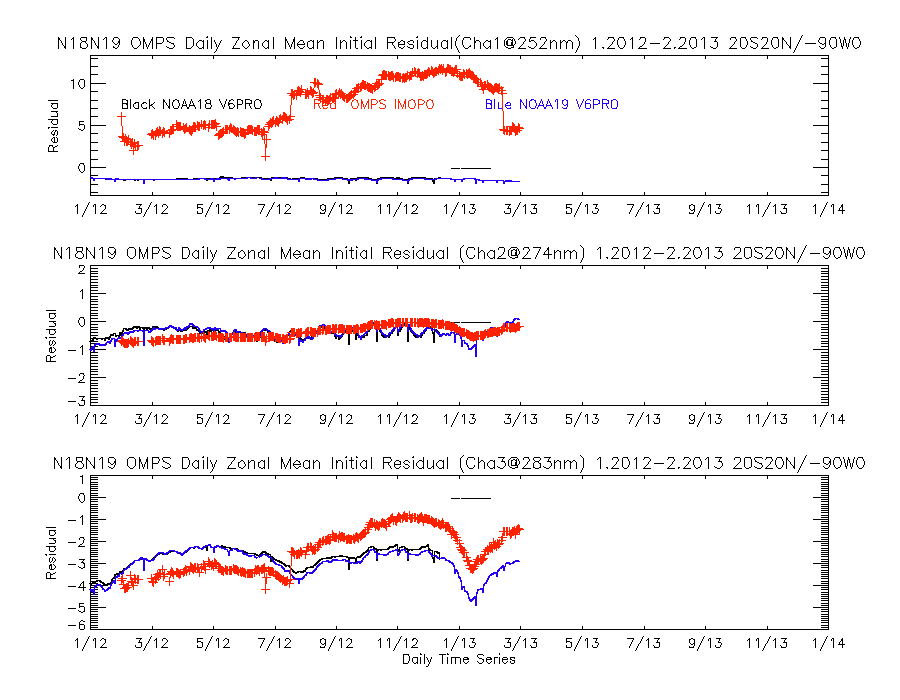 N18N19 OMPS Daily Zonal Mean Initial Residual(Cha1@252nm) 1.2012-2.2013 20S20N/-90W0
10
5
0
Residual
Black NOAA18 V6PRO Red OMPS IMOPO Blue NOAA19 V6PRO
1/12 3/12 5/12 7/12 9/12 11/12 1/13 3/13 5/13 7/13 9/13 11/13 1/14
N18N19 OMPS Daily Zonal Mean Initial Residual (Cha2@274nm) 1.2012-2.2013 20S20N/-90W0
2
1
0
-1
-2
-3
Residual
1/12 3/12 5/12 7/12 9/12 11/12 1/13 3/13 5/13 7/13 9/13 11/13 1/14
N18N19 OMPS Daily Zonal Mean Initial Residual (Cha3@283nm) 1.2012-2.2013 20S20N/-90W0
1
0
-1
-2
-3
-4
-5
-6
Residual
1/12 3/12 5/12 7/12 9/12 11/12 1/13 3/13 5/13 7/13 9/13 11/13 1/14
Daily Time Series